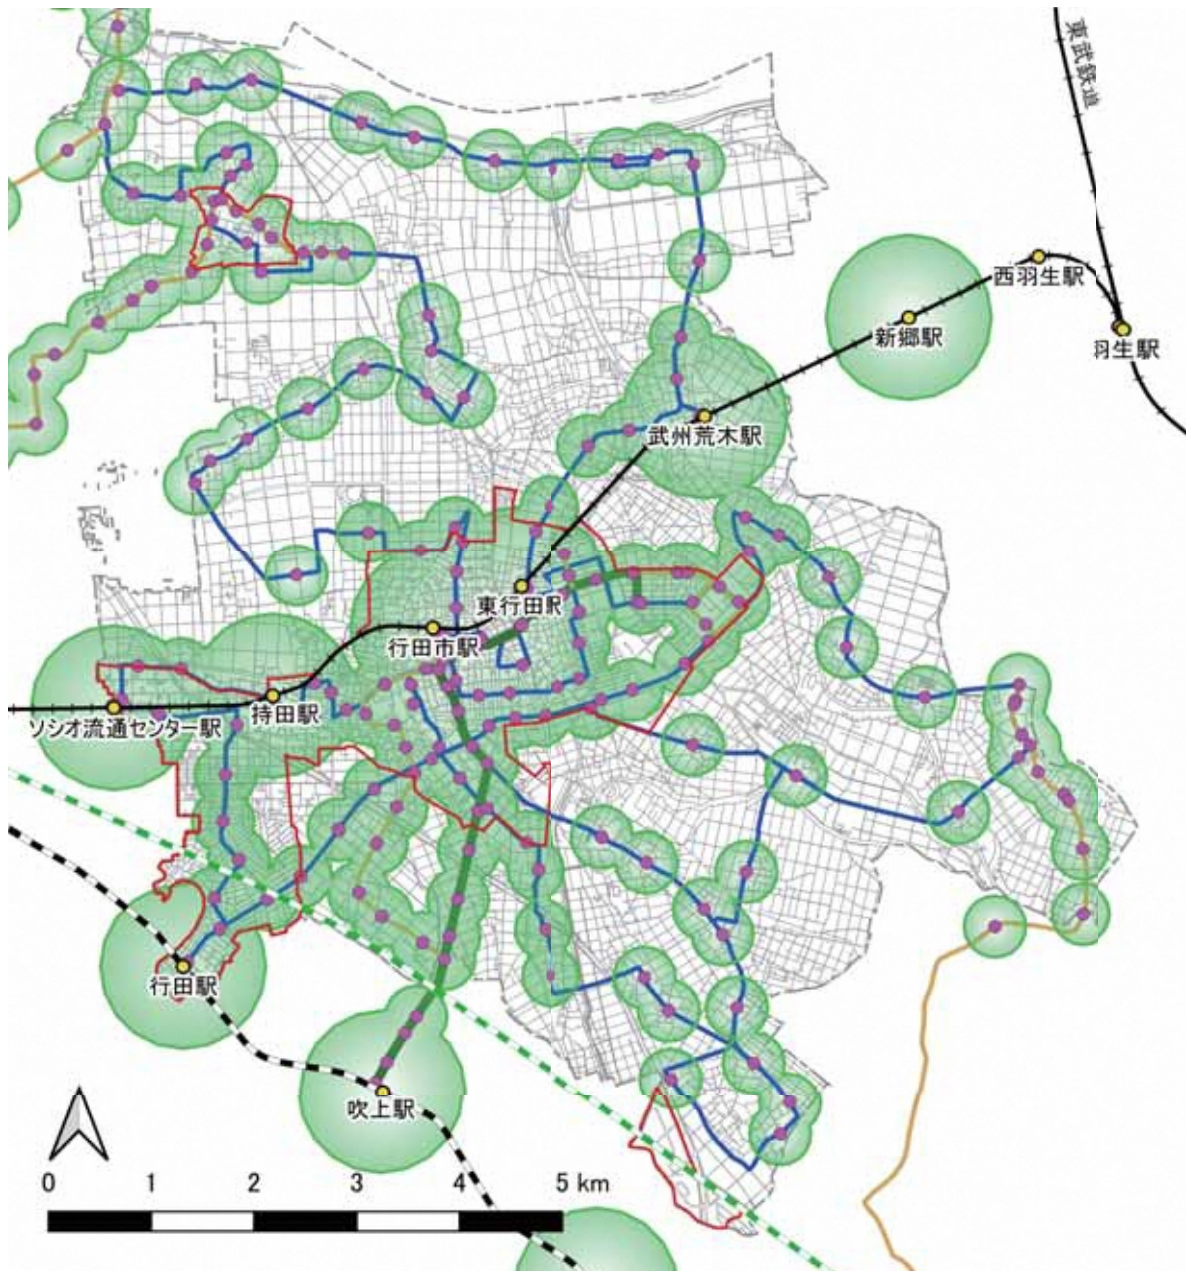 東武鉄道
西羽生駅
新郷駅
羽生駅
武州荒木駅
東行田駅
行田市駅
持田駅
ソシオ流通センター駅
行田駅
吹上駅
0 1 2 3 4 5 km